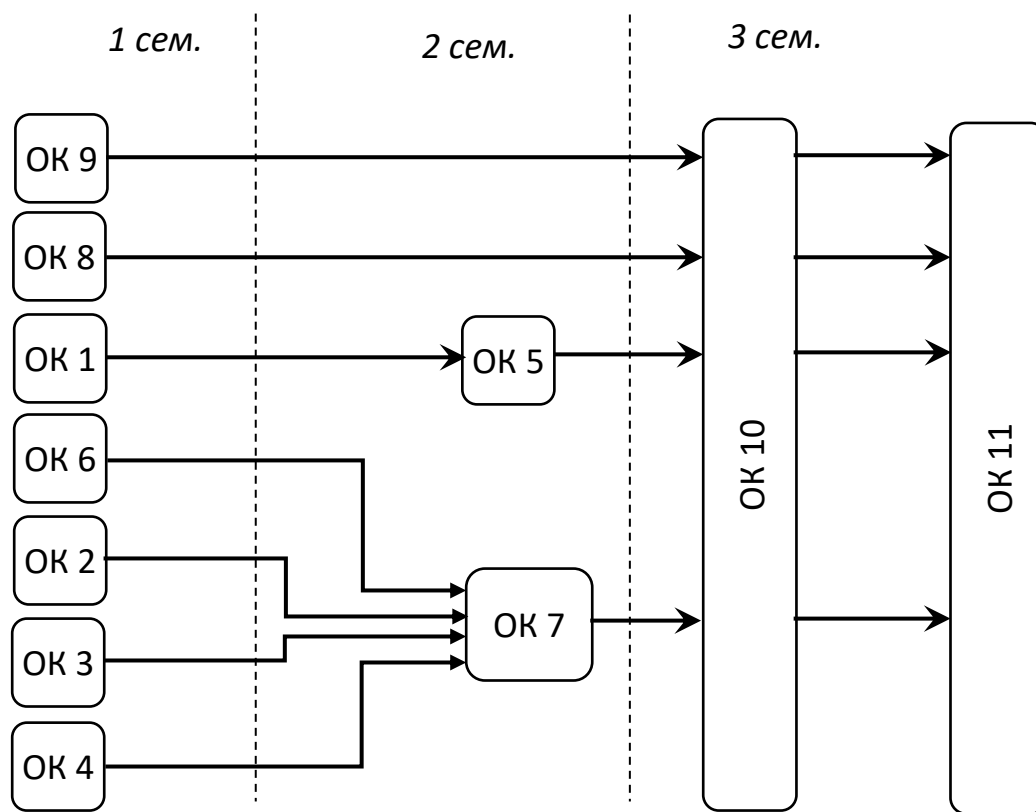 1 сем.
2 сем.
3 сем.
ОК 9
ОК 8
ОК 1
ОК 5
ОК 6
ОК 2
ОК 7
ОК 3
ОК 4
ОК 10
ОК 11